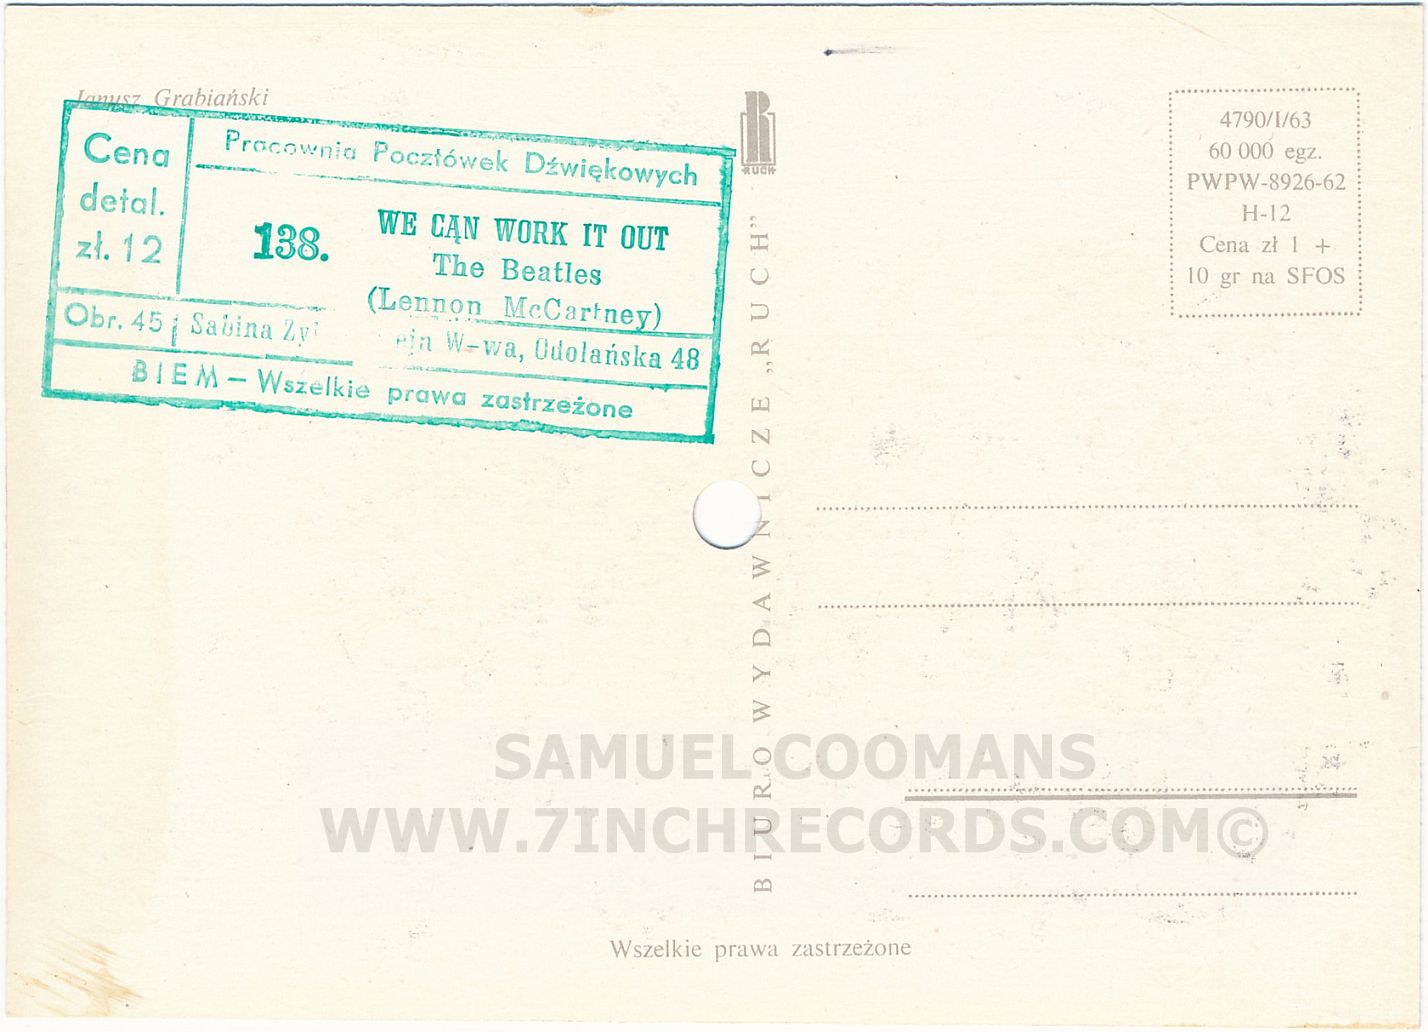 Janusz Grabiański
Cena
detal.
zł. 12
Pracownia Pocztówek Dźwiękowych
138.
WE CĄN WORK IT OUT
The Beatles
(Lennon McCartney)
Obr. 45
Sabina W-wa, Odolańska 48
BIEM – Wszelkie prawa zastrzeżone
R
RUCH
BIURO WYDAWNICZE „RUCH”
4790/I/63
60 000 egz.
PWPW-8926-62
H-12
Cena zł 1 +
10 gr na SFOS
SAMUEL COOMANS
WWW.7INCHRECORDS.COM©
Wszelkie prawa zastrzeżone